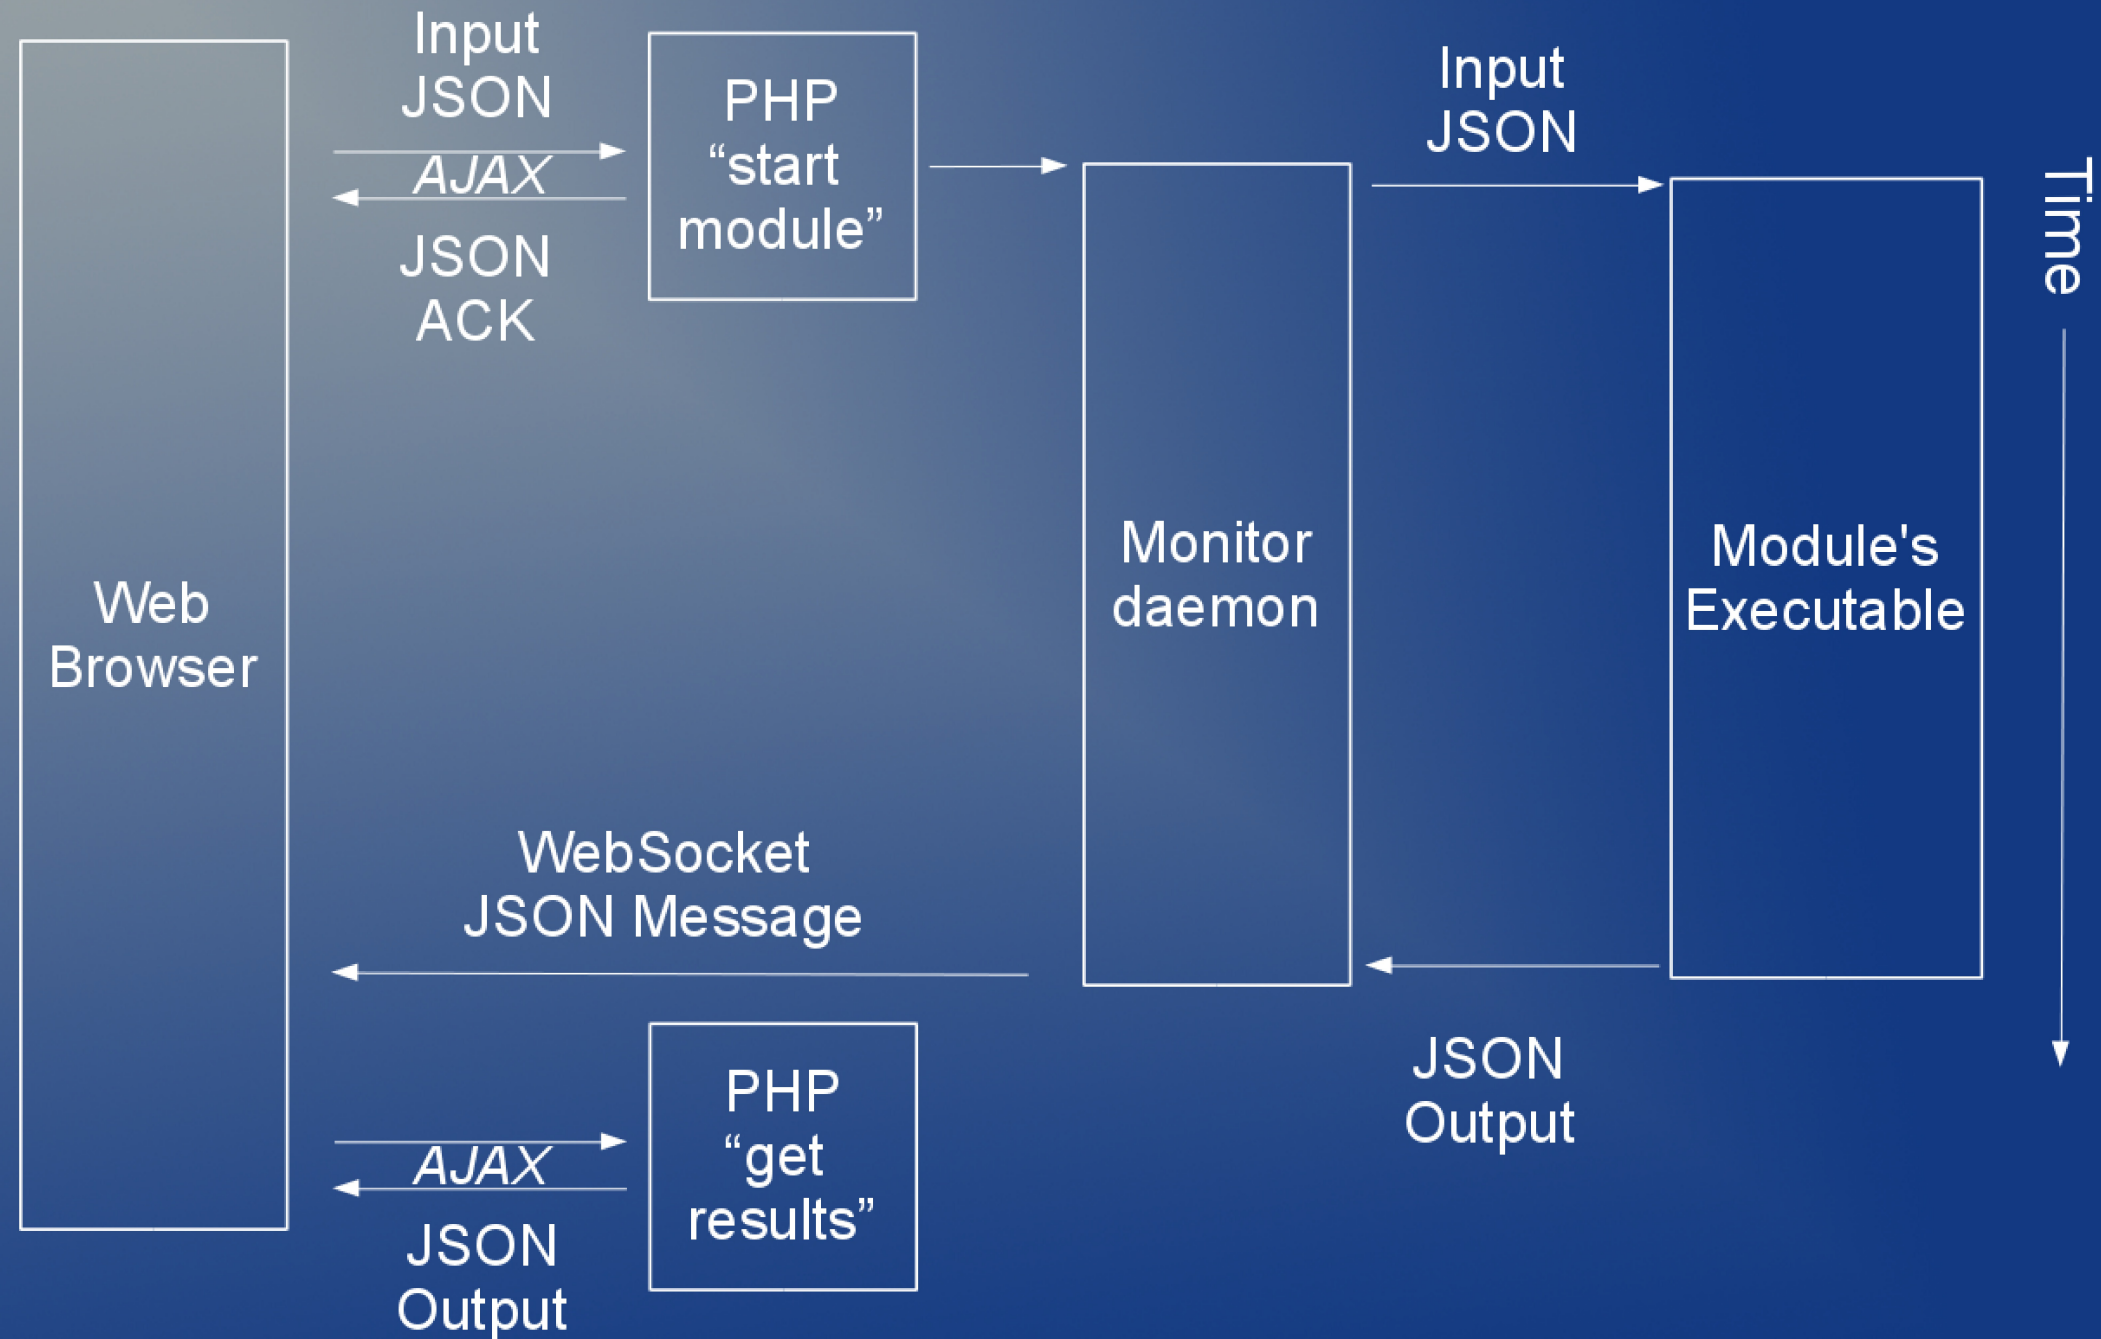 Input
JSON
AJAX
JSON
ACK
PHP
“start
module”
Input
JSON
Time
Web
Browser
Monitor
daemon
Module's
Executable
WebSocket
JSON Message
JSON
Output
AJAX
JSON
Output
PHP
“get
results”